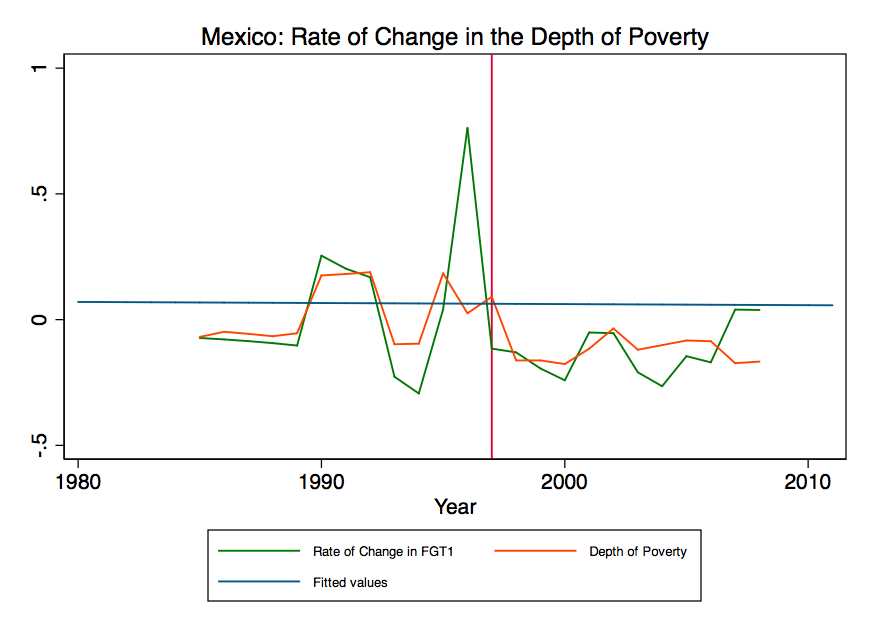 Mexico: Rate of Change in the Depth of Poverty
1
.5
0
-.5
1980 1990 2000 2010
Year
Rate of Change in FGT1 Depth of Poverty
Fitted values